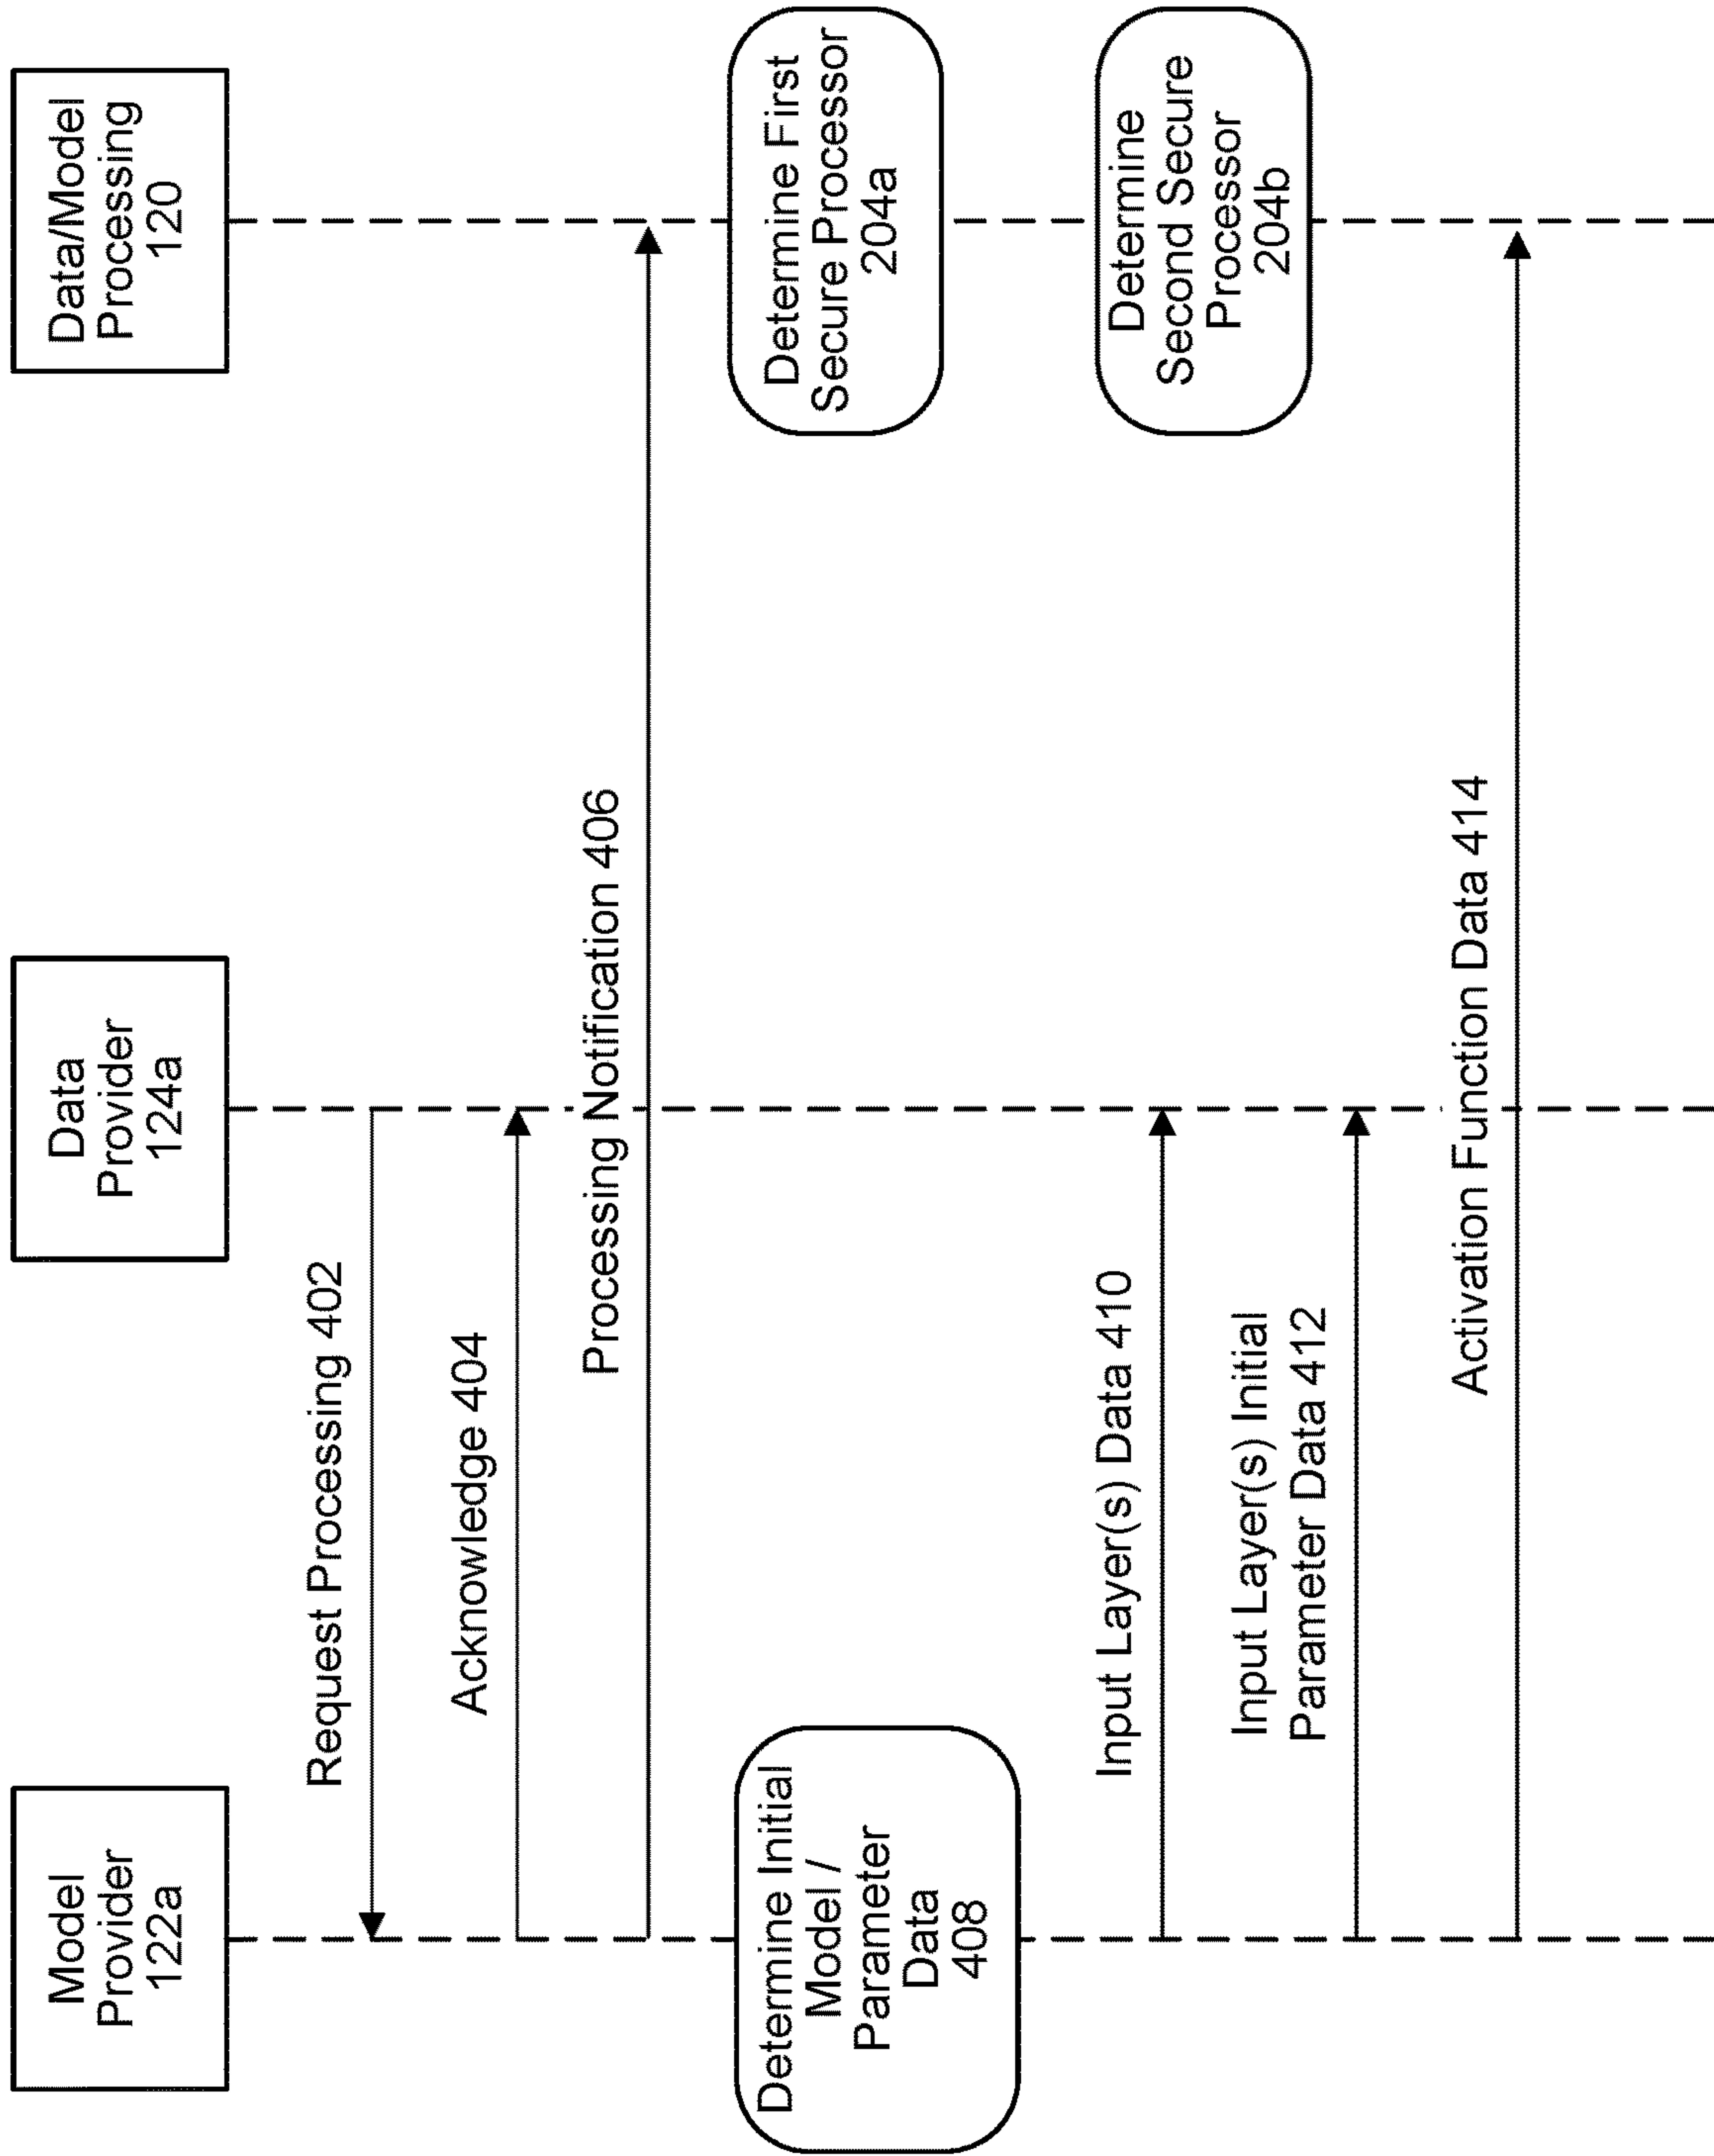 Model
Provider
122a
Data
Provider
124a
Data/Model
Processing
120
Request Processing 402
Acknowledge 404
Processing Notification 406
Determine Initial
Model /
Parameter
Data
408
Determine First
Secure Processor
204a
Determine
Second Secure
Processor
204b
Input Layer(s) Data 410
Input Layer(s) Initial
Parameter Data 412
Activation Function Data 414